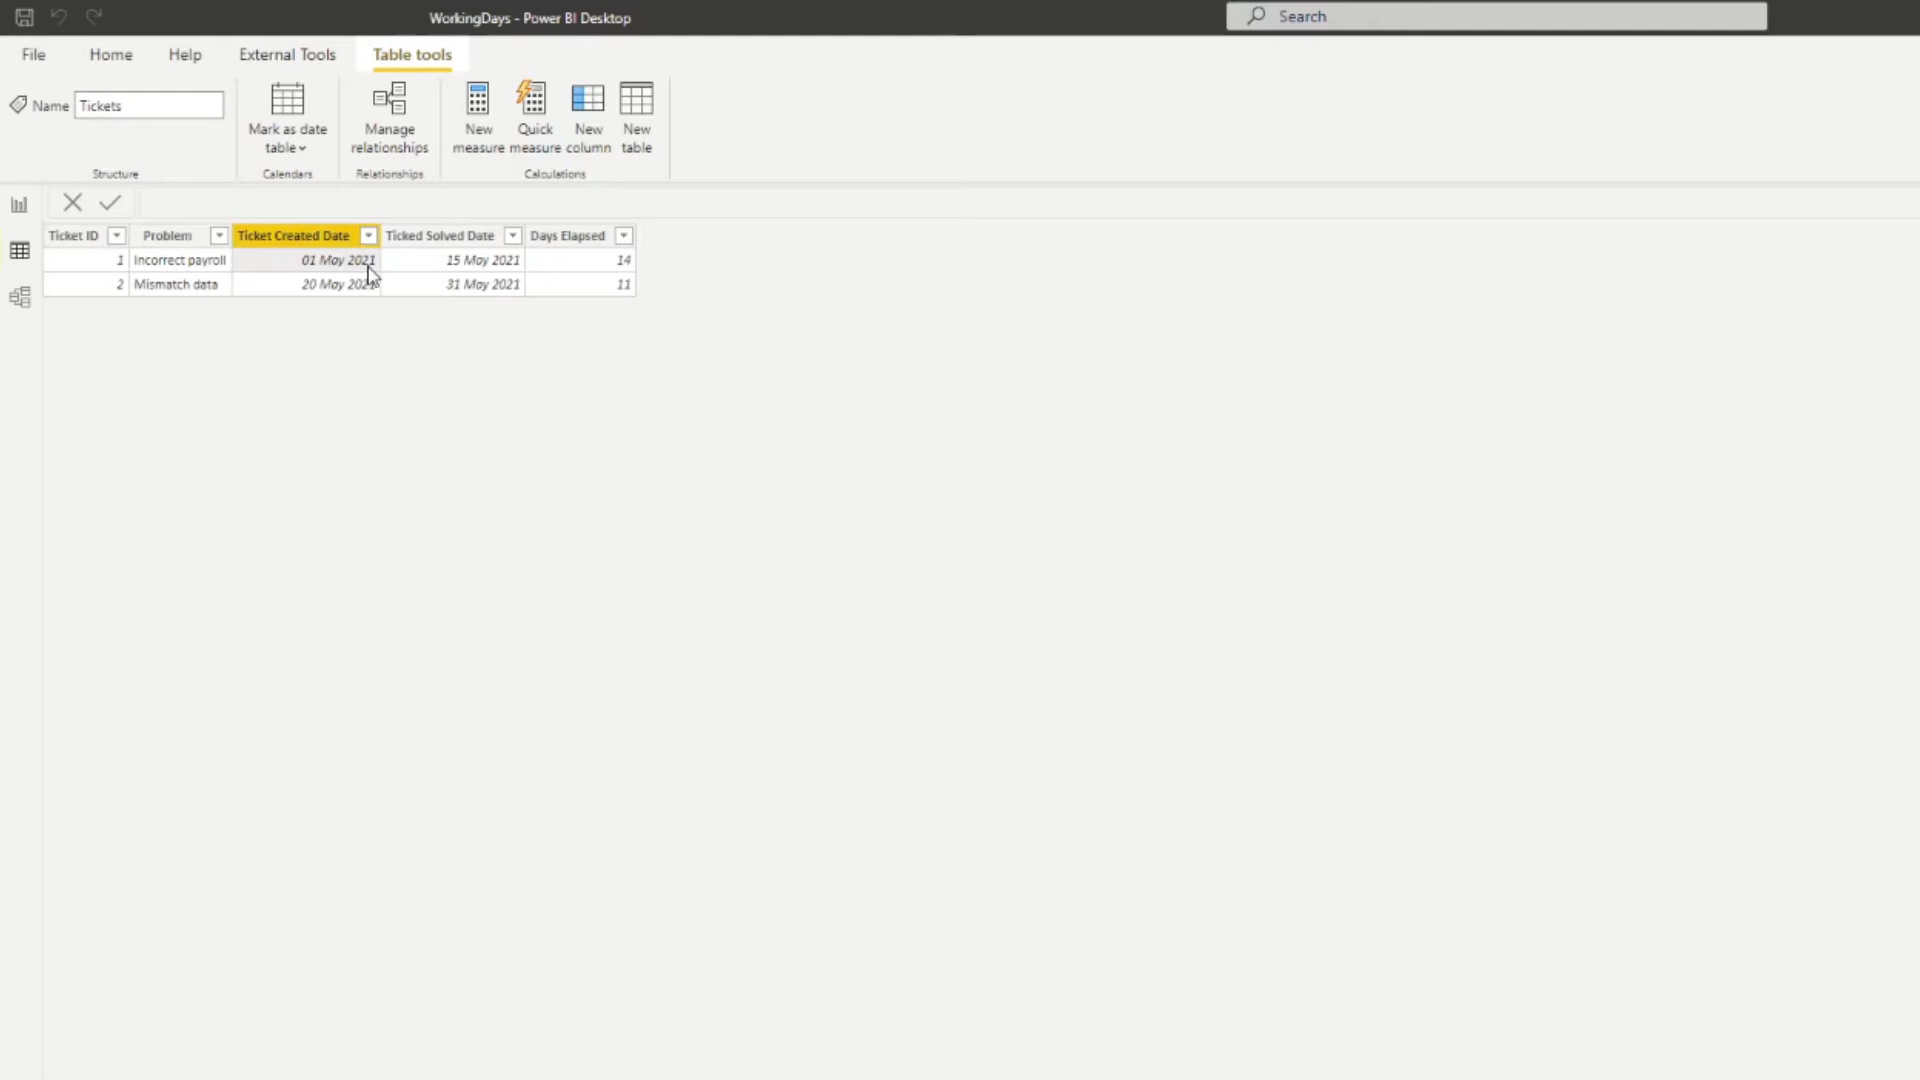 WorkingDays - Power BI Desktop
Search
File Home Help External Tools Table tools
Name Tickets
Mark as date table
Manage relationships
New measure
Quick measure
New column
New table
Structure Calendars Relationships Calculations
Ticket ID Problem Ticket Created Date Ticked Solved Date Days Elapsed
1 Incorrect payroll 01 May 2021 15 May 2021 14
2 Mismatch data 20 May 2021 31 May 2021 11